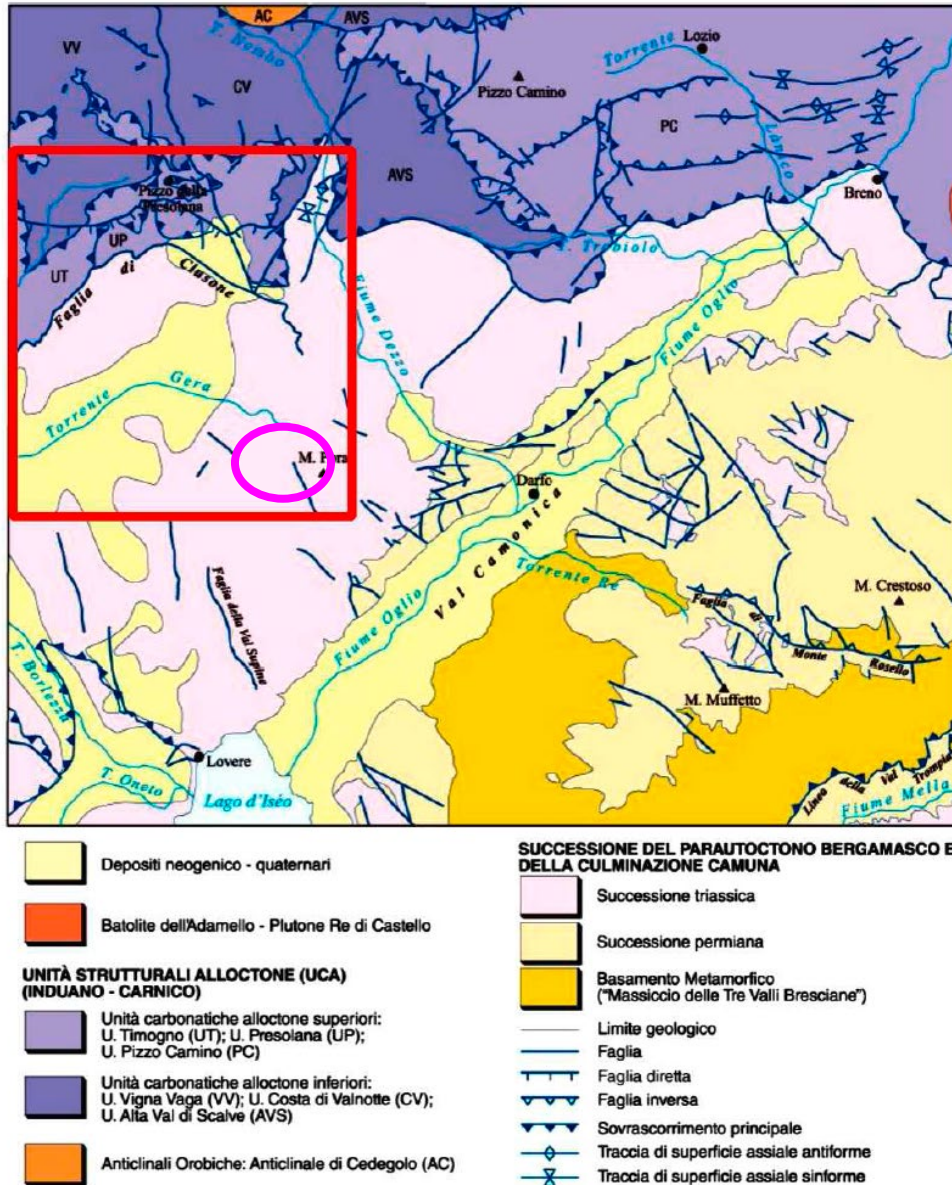 AC
AVS
T. Nembo
VV
CV
Torrente
Lozio
Pizzo Camino
PC
Lanico
AVS
Pizzo della
Presolana
Breno
UP
UT
Faglia di Clusone
T. Trobiolo
Fiume Dezzo
Fiume Oglio
Torrente Gera
M. Pora
Darfo
Val Camonica
Torrente Re
Fiume Oglio
Faglia della Val Supine
M. Crestoso
Faglia di Monte Rosello
M. Muffetto
T. Borlezza
Lovere
T. Oneto
Lago d'Iséo
Linea della Val Trompia
Fiume Mella
Depositi neogenico - quaternari
Batolite dell'Adamello - Plutone Re di Castello
UNITÀ STRUTTURALI ALLOCTONE (UCA)
(INDUANO - CARNICO)
Unità carbonatiche alloctone superiori:
U. Timogno (UT); U. Presolana (UP);
U. Pizzo Camino (PC)
Unità carbonatiche alloctone inferiori:
U. Vigna Vaga (VV); U. Costa di Valnotte (CV);
U. Alta Val di Scalve (AVS)
Anticlinali Orobiche: Anticlinale di Cedegolo (AC)
SUCCESSIONE DEL PARAUTOCTONO BERGAMASCO E
DELLA CULMINAZIONE CAMUNA
Successione triassica
Successione permiana
Basamento Metamorfico
("Massiccio delle Tre Valli Bresciane")
Limite geologico
Faglia
Faglia diretta
Faglia inversa
Sovrascorrimento principale
Traccia di superficie assiale antiforme
Traccia di superficie assiale sinforme